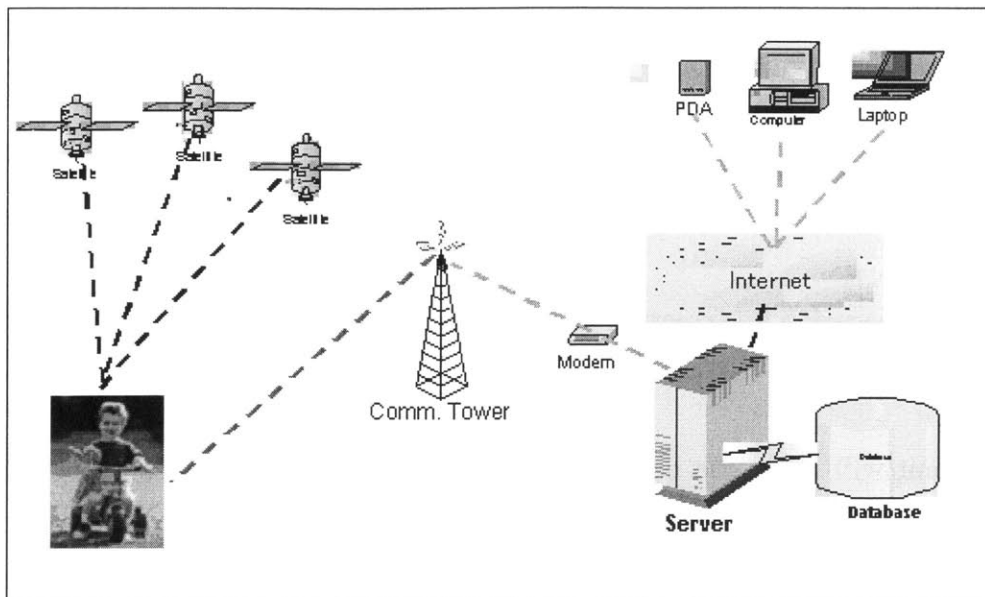 Satellite
Satellite
Satellite
PDA
Computer
Laptop
Internet
Modem
Comm. Tower
Server
Database
Database